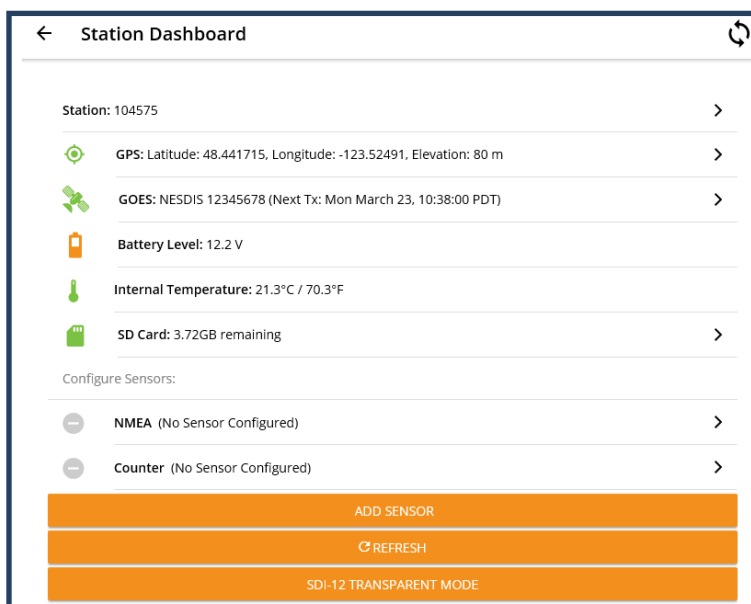 Station Dashboard
Station: 104575
GPS: Latitude: 48.441715, Longitude: -123.52491, Elevation: 80 m
GOES: NESDIS 12345678 (Next Tx: Mon March 23, 10:38:00 PDT)
Battery Level: 12.2 V
Internal Temperature: 21.3°C / 70.3°F
SD Card: 3.72GB remaining
Configure Sensors:
NMEA (No Sensor Configured)
Counter (No Sensor Configured)
ADD SENSOR
REFRESH
SDI-12 TRANSPARENT MODE